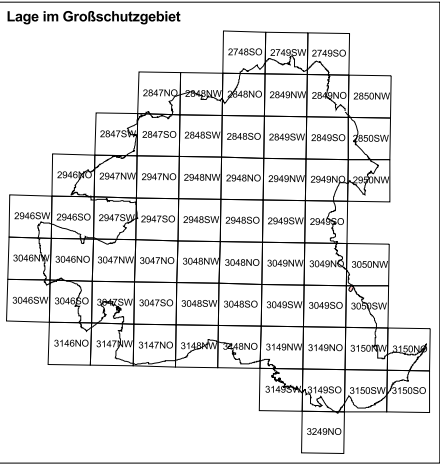 Lage im Großschutzgebiet
2748SO 2749SW 2749SO
2847NO 2848NW 2848NO 2849NW 2849NO 2850NW
2847SW 2847SO 2848SW 2848SO 2849SW 2849SO 2850SW
2946NO 2947NW 2947NO 2948NW 2948NO 2949NW 2949NO 2950NW
2946SW 2946SO 2947SW 2947SO 2948SW 2948SO 2949SW 2949SO
3046NW 3046NO 3047NW 3047NO 3048NW 3048NO 3049NW 3049NO 3050NW
3046SW 3046SO 3047SW 3047SO 3048SW 3048SO 3049SW 3049SO 3050SW
3146NO 3147NW 3147NO 3148NW 3148NO 3149NW 3149NO 3150NW 3150NO
3149SW 3149SO 3150SW 3150SO
3249NO